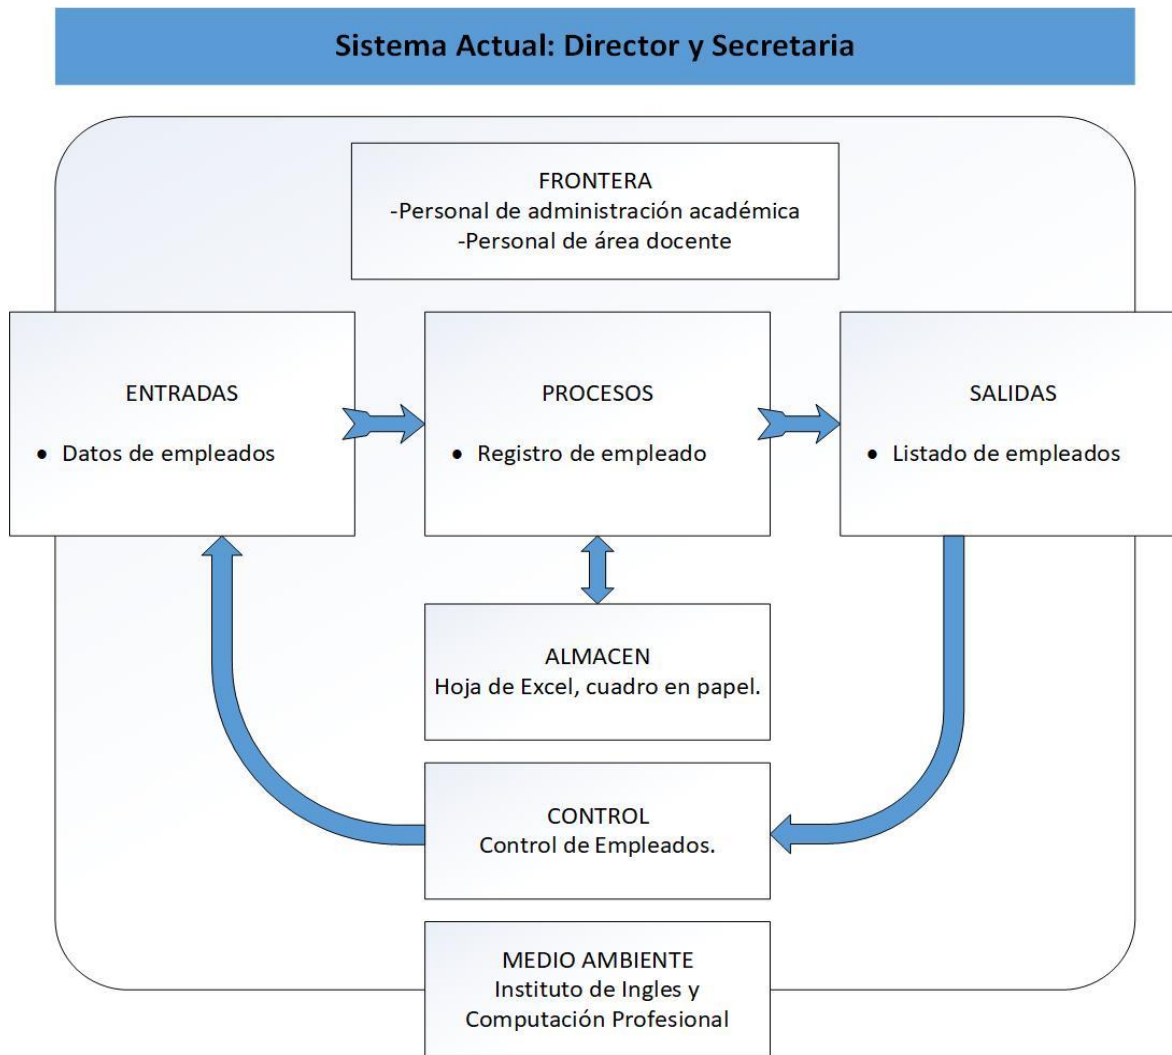 Sistema Actual: Director y Secretaria
FRONTERA
-Personal de administración académica
-Personal de área docente
ENTRADAS
• Datos de empleados
PROCESOS
• Registro de empleado
SALIDAS
• Listado de empleados
ALMACEN
Hoja de Excel, cuadro en papel.
CONTROL
Control de Empleados.
MEDIO AMBIENTE
Instituto de Ingles y
Computación Profesional